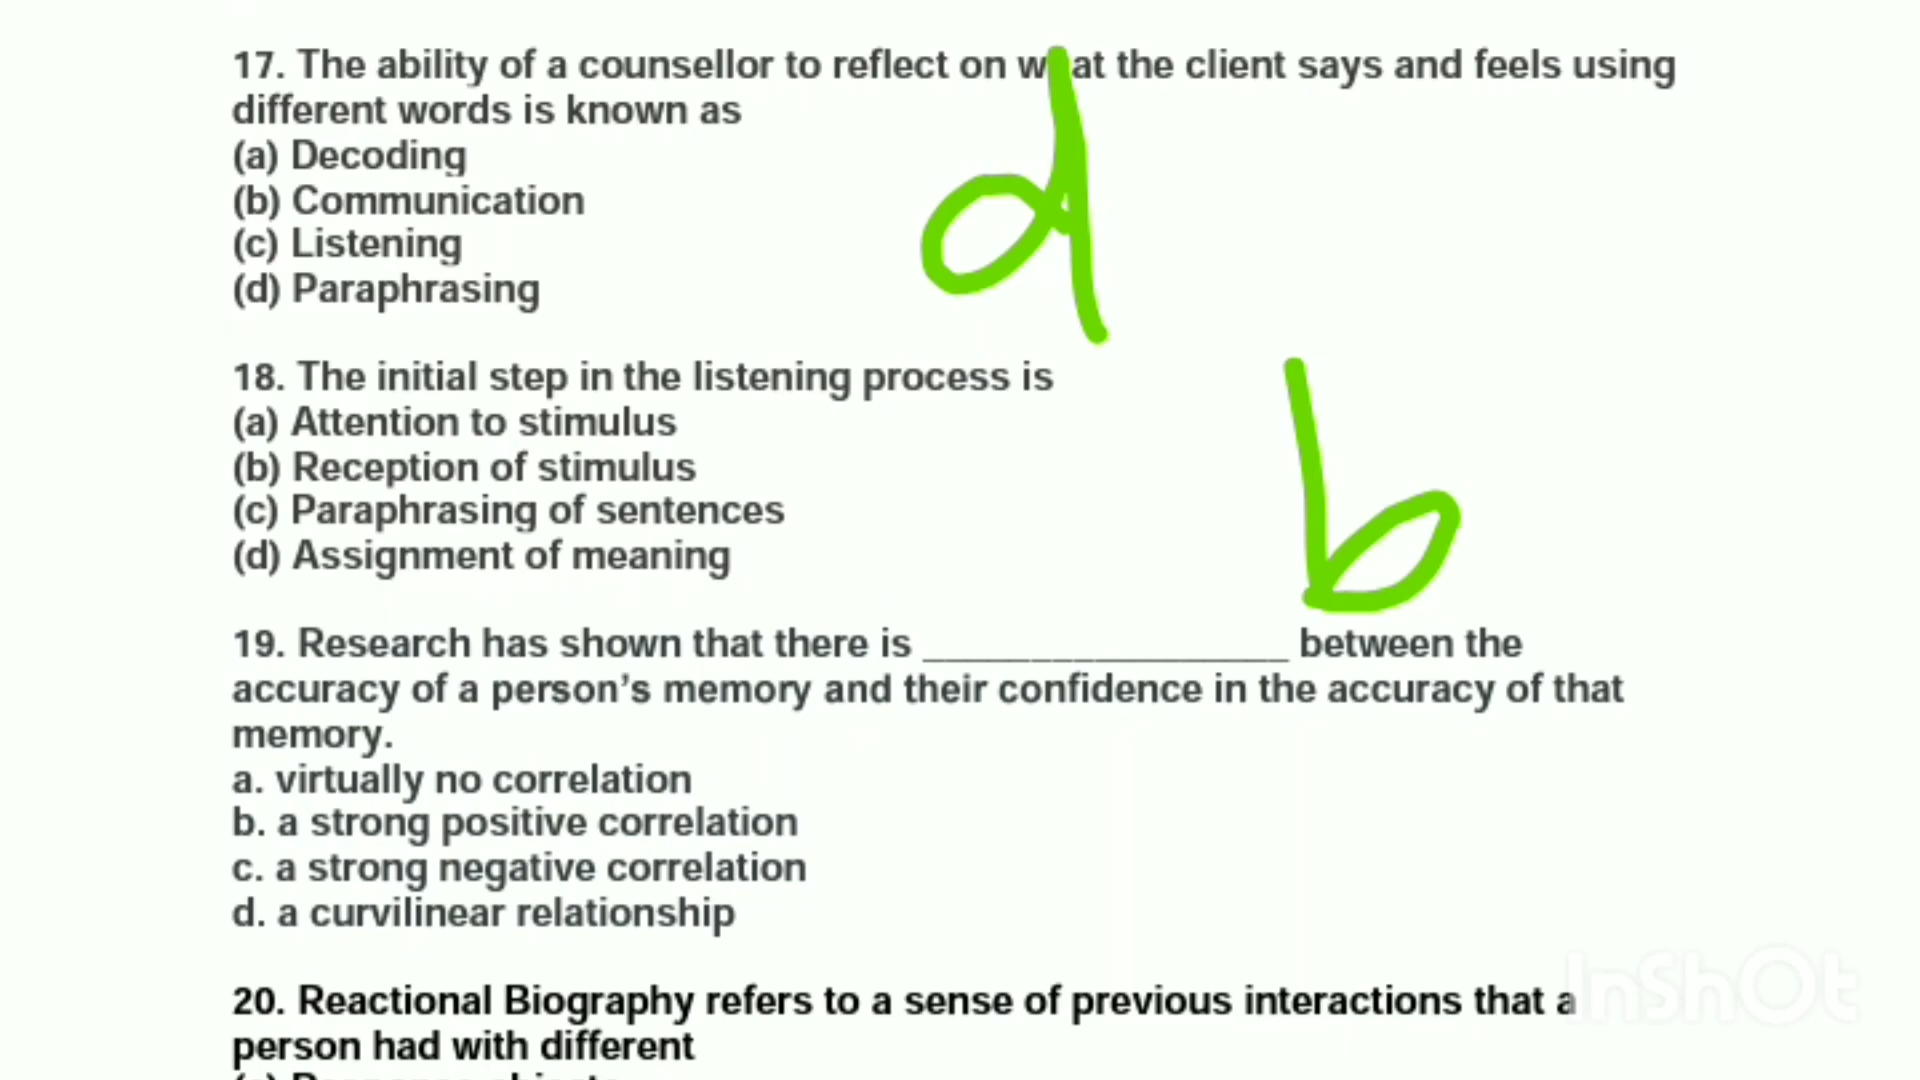 17. The ability of a counsellor to reflect on what the client says and feels using
different words is known as
(a) Decoding
(b) Communication
(c) Listening
(d) Paraphrasing
d
18. The initial step in the listening process is
(a) Attention to stimulus
(b) Reception of stimulus
(c) Paraphrasing of sentences
(d) Assignment of meaning
b
19. Research has shown that there is _________________ between the
accuracy of a person’s memory and their confidence in the accuracy of that
memory.
a. virtually no correlation
b. a strong positive correlation
c. a strong negative correlation
d. a curvilinear relationship
20. Reactional Biography refers to a sense of previous interactions that a
person had with different
InShOt